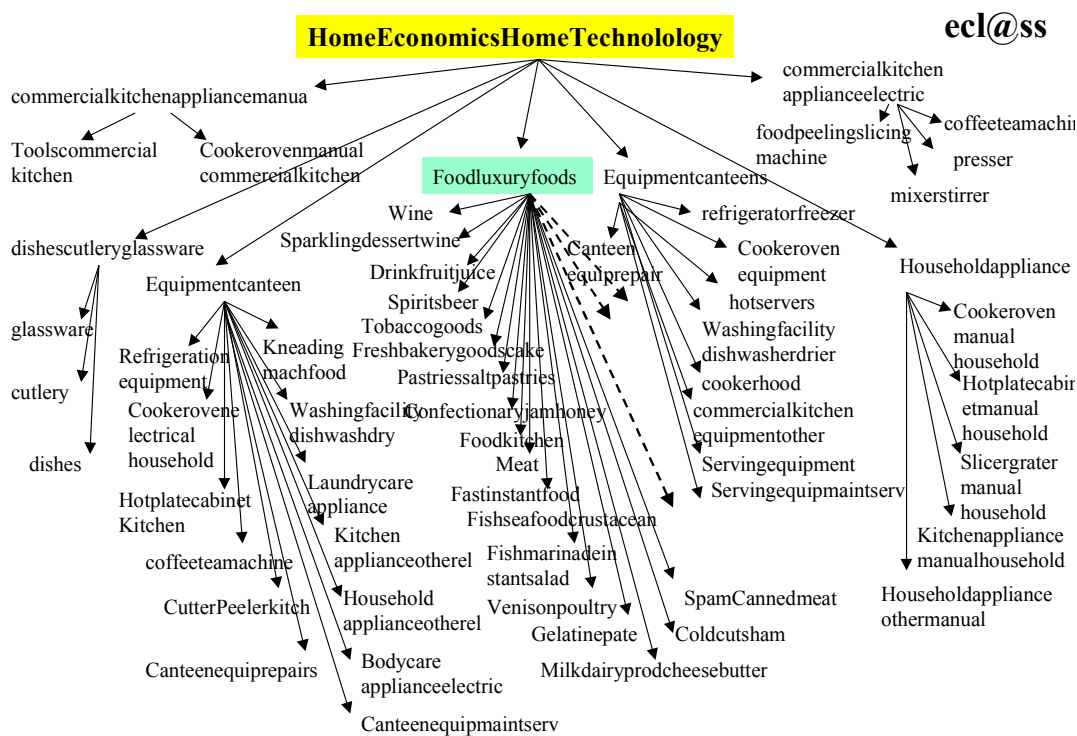 ecl@ss
HomeEconomicsHomeTechnolology
commercialkitchenappliancemanua
Toolscommercial
kitchen
Cookerovenmanual
commercialkitchen
commercialkitchen
applianceelectric
foodpeelingslicing
machine
coffeeteamachin
presser
mixerstirrer
Foodluxuryfoods
Equipmentcanteens
Wine
Sparklingdessertwine
Drinkfruitjuice
Spiritsbeer
Tobaccogoods
Freshbakerygoodscake
Pastriessaltpastries
Confectionaryjamhoney
Foodkitchen
Meat
Fastinstantfood
Fishseafoodcrustacean
Fishmarinadein
stantsalad
Venisonpoultry
Gelatinepate
Milkdairyprodcheesebutter
Coldcutsham
SpamCannedmeat
Canteen
equiprepair
refrigeratorfreezer
Cookeroven
equipment
hotservers
Washingfacility
dishwasherdrier
cookerhood
commercialkitchen
equipmentother
Servingequipment
Servingequipmaintserv
dishescutleryglassware
glassware
cutlery
dishes
Equipmentcanteen
Refrigeration
equipment
Cookerovene
lectrical
household
Hotplatecabinet
Kitchen
coffeeteamachine
CutterPeelerkitch
Canteenequiprepairs
Kneading
machfood
Washingfacility
dishwashdry
Laundrycare
appliance
Kitchen
applianceotherel
Household
applianceotherel
Bodycare
applianceelectric
Canteenequipmaintserv
Householdappliance
Cookeroven
manual
household
Hotplatecabin
etmanual
household
Slicergrater
manual
household
Kitchenappliance
manualhousehold
Householdappliance
othermanual